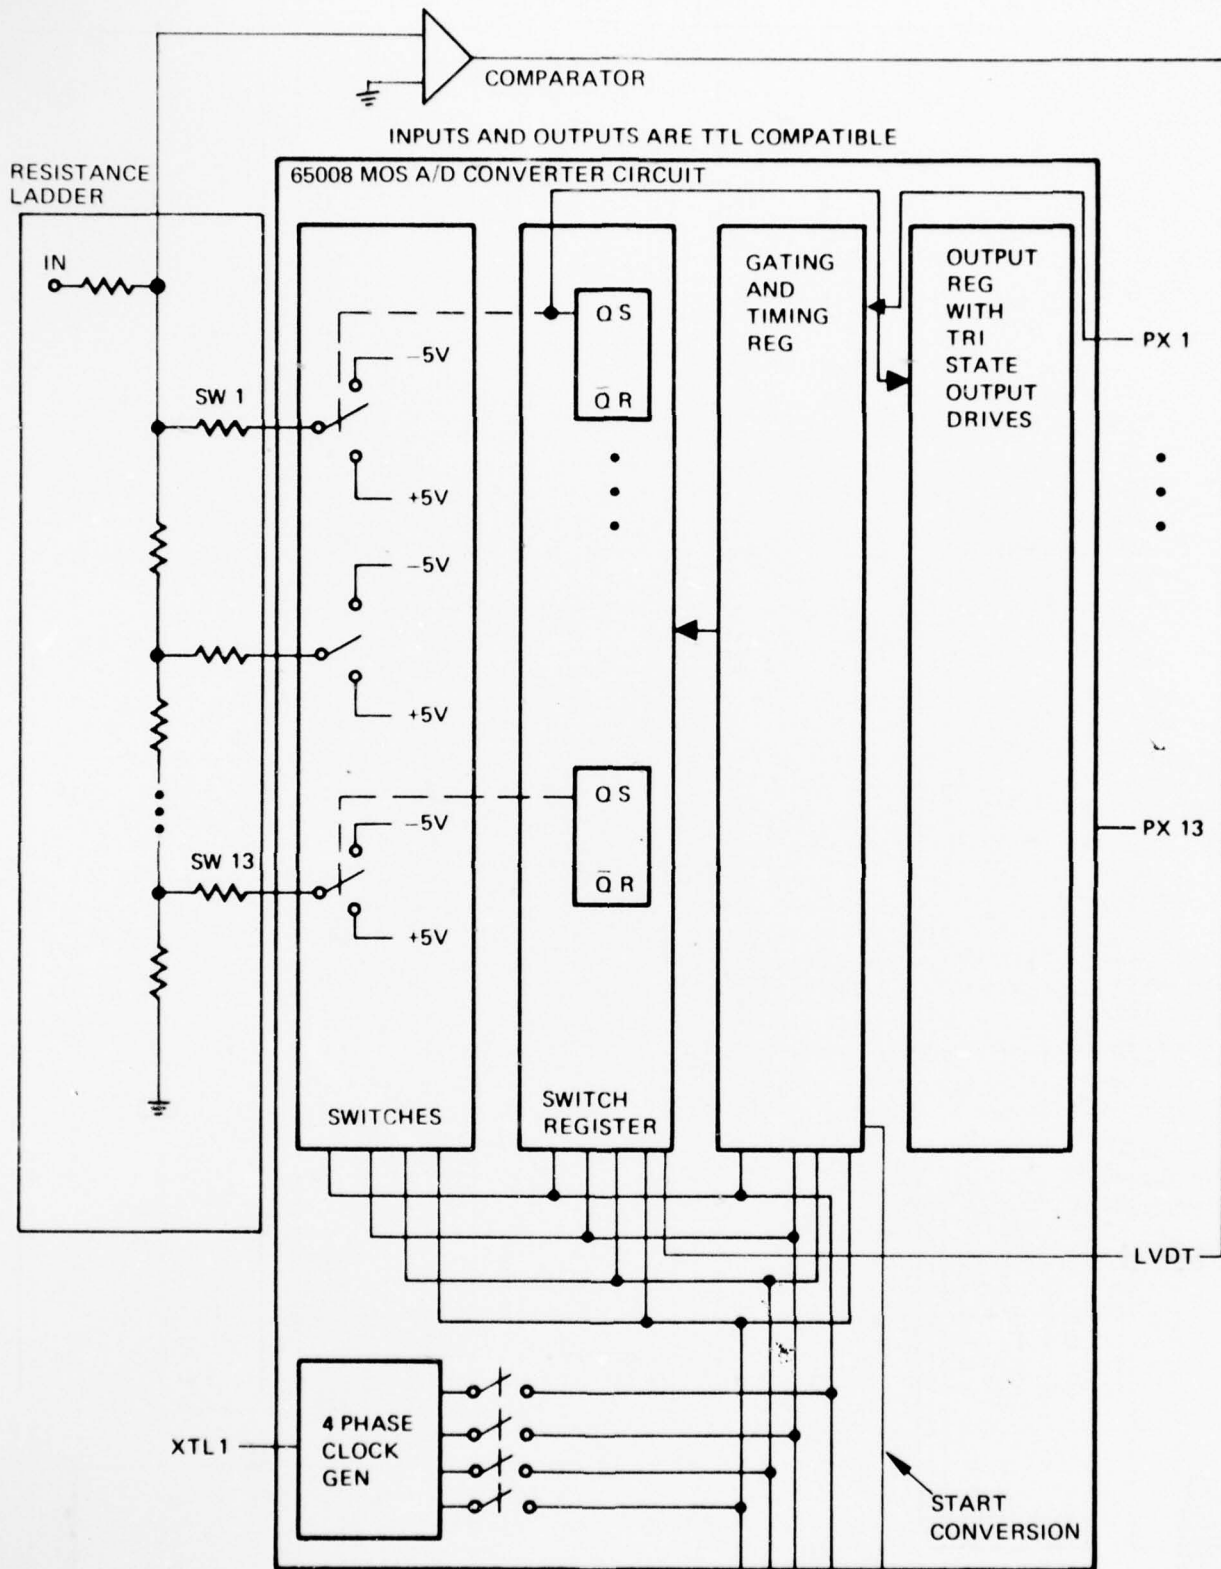 COMPARATOR
INPUTS AND OUTPUTS ARE TTL COMPATIBLE
RESISTANCE
LADDER
65008 MOS A/D CONVERTER CIRCUIT
IN
SW 1
-5V
+5V
-5V
+5V
SW 13
-5V
+5V
SWITCHES
Q S
Q̅ R
Q S
Q̅ R
SWITCH
REGISTER
GATING
AND
TIMING
REG
OUTPUT
REG
WITH
TRI
STATE
OUTPUT
DRIVES
PX 1
PX 13
LVDT
XTL1
4 PHASE
CLOCK
GEN
START
CONVERSION